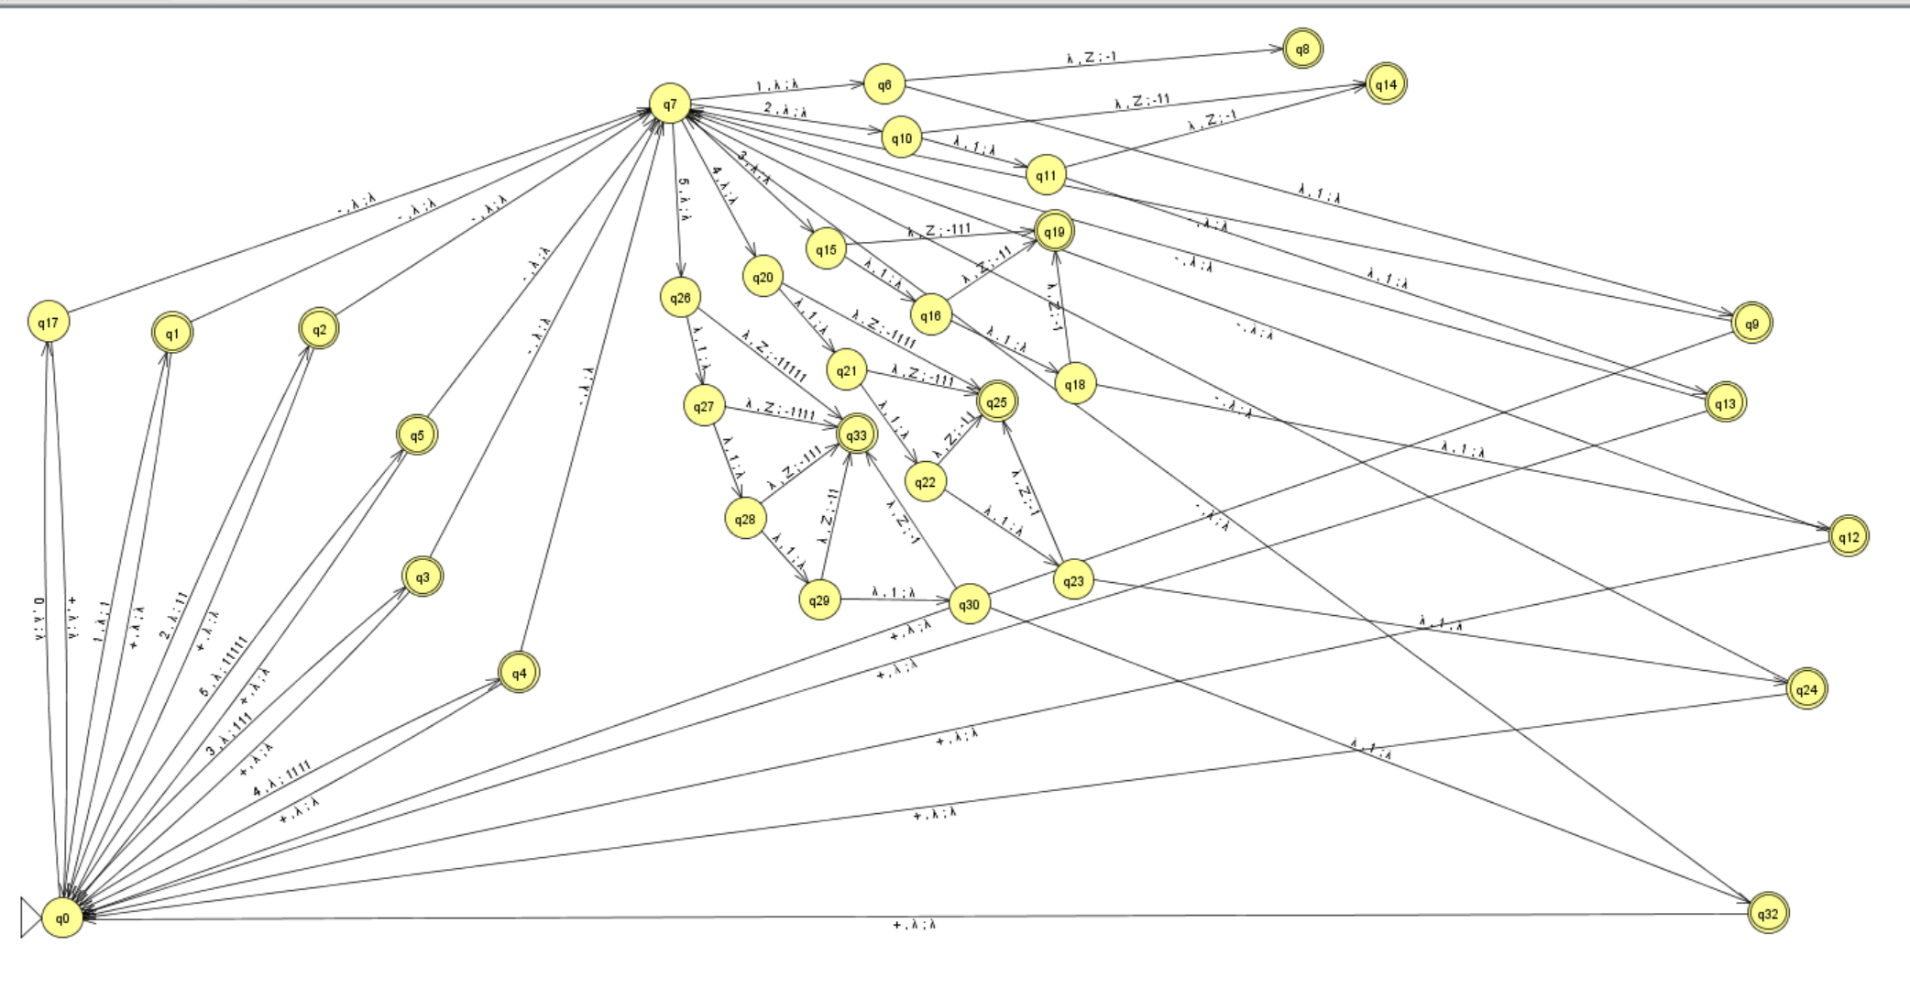 q8
λ , Z ; -1
q7
1 , λ ; λ
q6
q14
λ , Z ; -11
2 , λ ; λ
q10
λ , Z ; -1
λ , 1 ; λ
q11
3 , λ ; λ
4 , λ ; λ
5 , λ ; λ
λ , 1 ; λ
- , λ ; λ
- , λ ; λ
- , λ ; λ
- , λ ; λ
q15
λ , Z ; -111
q19
- , λ ; λ
q20
λ , 1 ; λ
λ , Z ; -11
- , λ ; λ
λ , 1 ; λ
q26
q16
λ , Z ; -1
q17
q1
q2
- , λ ; λ
λ , 1 ; λ
λ , Z ; -1111
λ , 1 ; λ
- , λ ; λ
q9
λ , 1 ; λ
λ , Z ; -11111
q21
λ , Z ; -111
q18
- , λ ; λ
q27
λ , Z ; -1111
q25
- , λ ; λ
q13
q5
q33
λ , 1 ; λ
λ , Z ; -11
λ , 1 ; λ
λ , 1 ; λ
λ , Z ; -111
q22
λ , Z ; -1
q28
λ , Z ; -11
λ , Z ; -1
λ , 1 ; λ
- , λ ; λ
q12
λ , 1 ; λ
q3
q29
λ , 1 ; λ
q30
q23
0 , λ ; λ
+ , λ ; λ
1 , λ ; 1
+ , λ ; λ
2 , λ ; 11
+ , λ ; λ
+ , λ ; λ
λ , 1 ; λ
5 , λ ; 11111
+ , λ ; λ
q4
+ , λ ; λ
q24
3 , λ ; 111
+ , λ ; λ
+ , λ ; λ
λ , 1 ; λ
4 , λ ; 1111
+ , λ ; λ
+ , λ ; λ
q0
+ , λ ; λ
q32